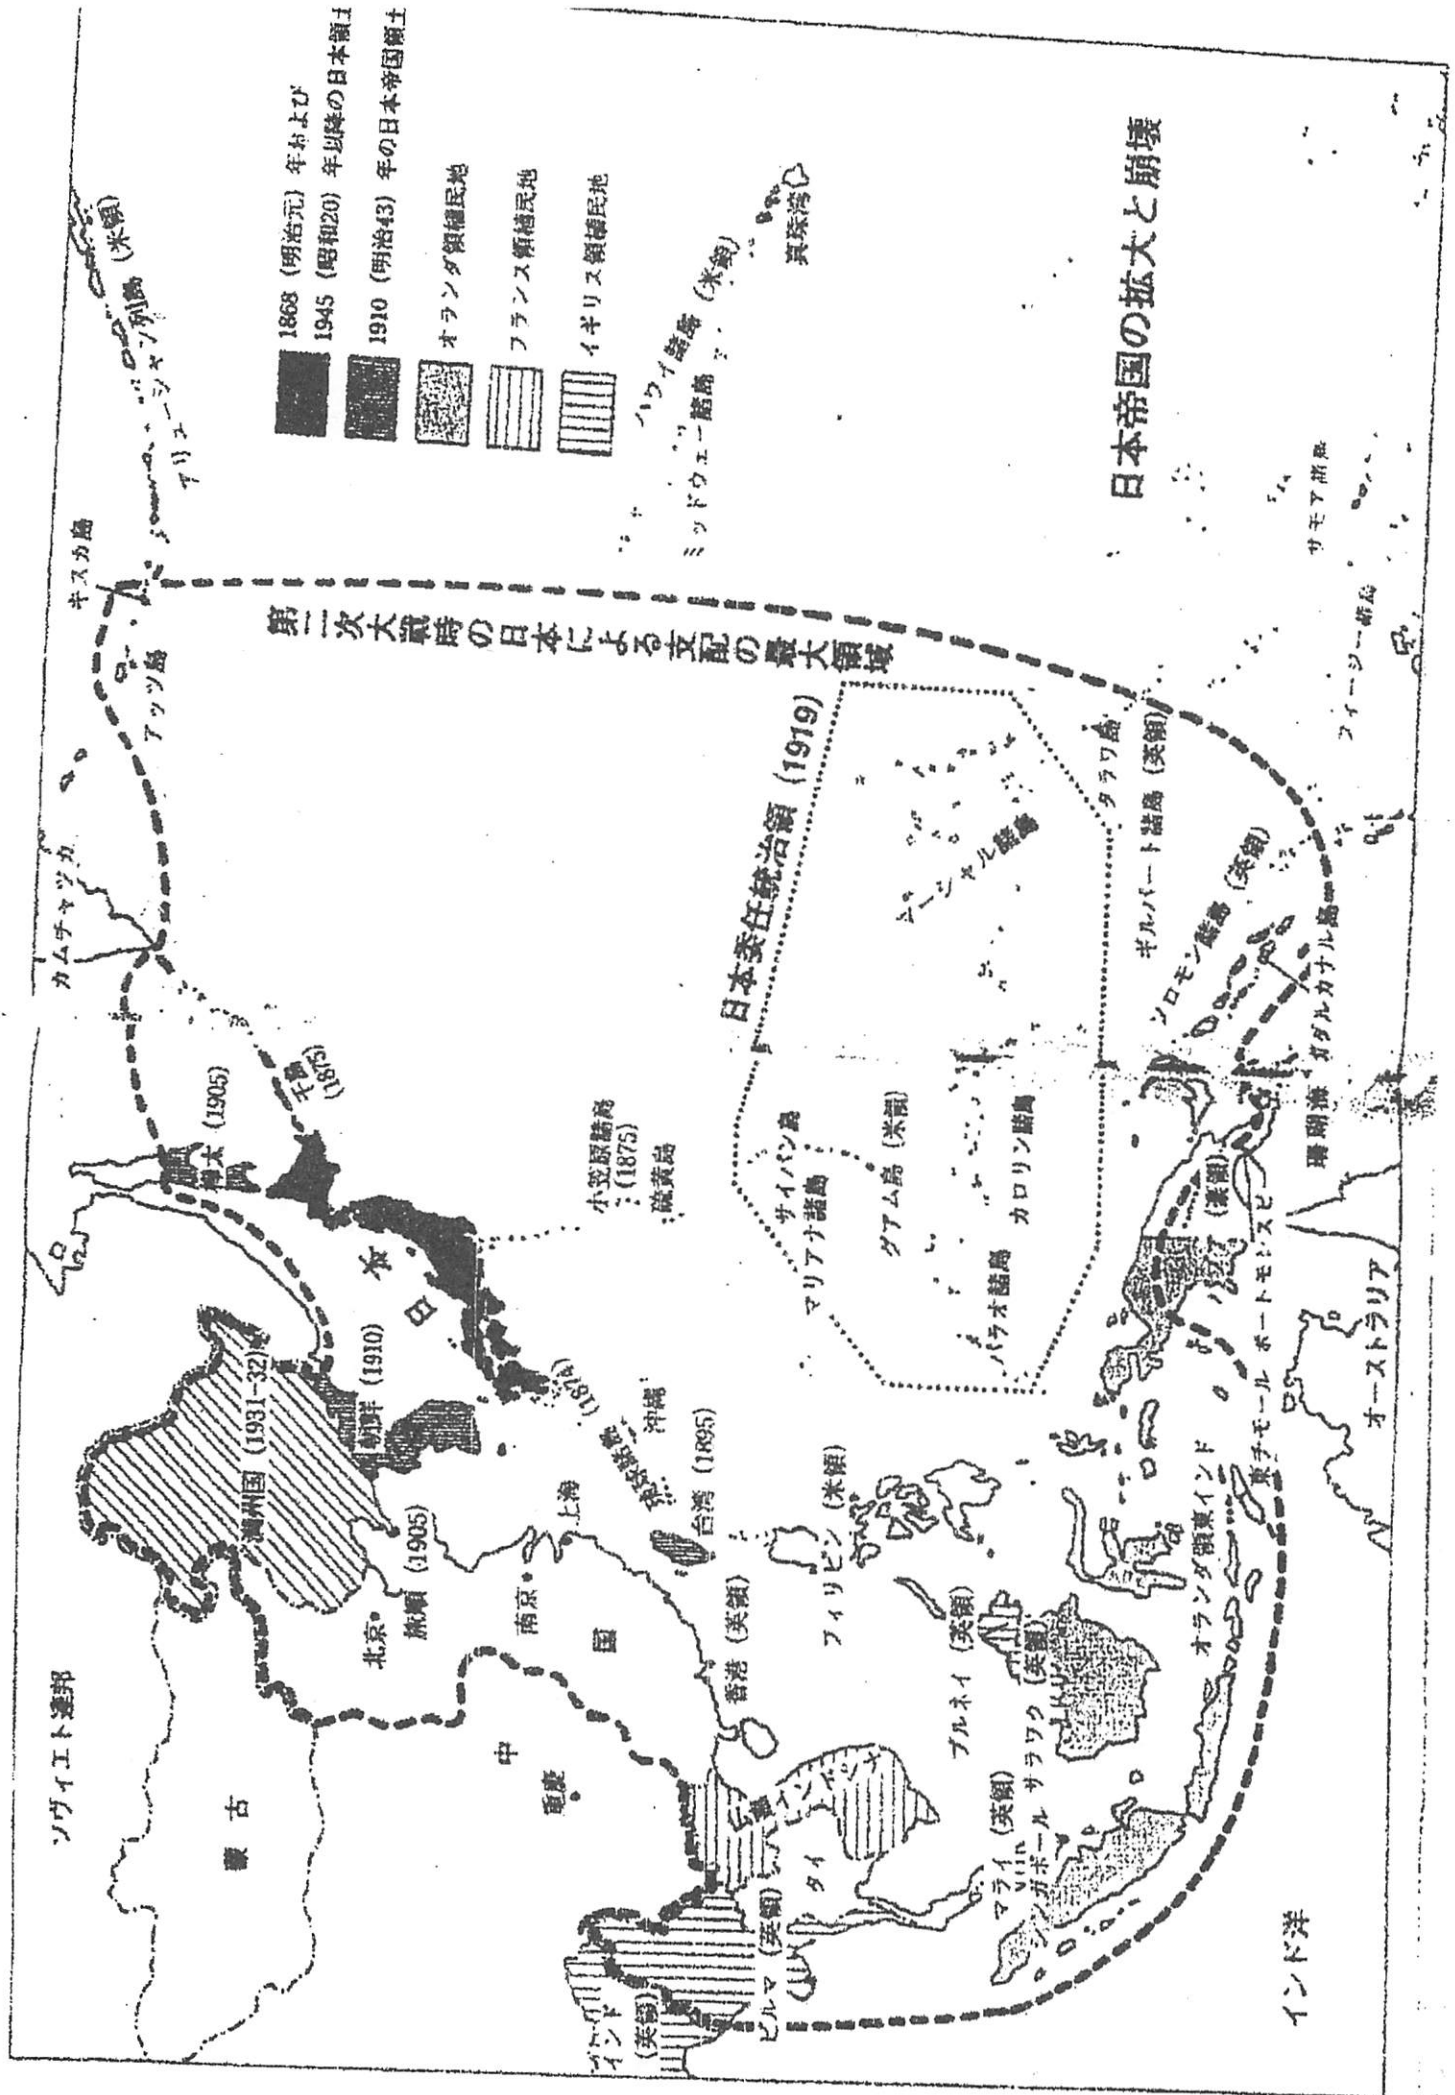 日本帝国の拡大と崩壊
1868（明治元）年および
1945（昭和20）年以降の日本領土
1910（明治43）年の日本帝国領土
オランダ領植民地
フランス領植民地
イギリス領植民地
ソヴィエト連邦
カムチャツカ
キスカ島
アッツ島
アリューシャン列島（米領）
蒙古
満州国（1931-32）
樺太（1905）
千島
（1875）
第二次大戦時の日本による支配の最大領域
北京
旅順（1905）
朝鮮（1910）
日本
中国
南京
上海
重慶
（1874）
沖縄
小笠原諸島
（1875）
硫黄島
ハワイ諸島（米領）
ミッドウェー諸島
真珠湾
台湾（1895）
香港（英領）
日本委任統治領（1919）
インド
（英領）
ビルマ（英領）
タイ
フィリピン（米領）
サイパン島
マリアナ諸島
グアム島（米領）
マーシャル諸島
カロリン諸島
パラオ諸島
ブルネイ（英領）
マライ（英領）
シンガポール
サラワク（英領）
タラワ島
ギルバート諸島（英領）
ソロモン諸島（英領）
ガダルカナル島
珊瑚海
オランダ領東インド
東チモール
ポートモレスビー
（英領）
サモア諸島
フィージー諸島
インド洋
オーストラリア